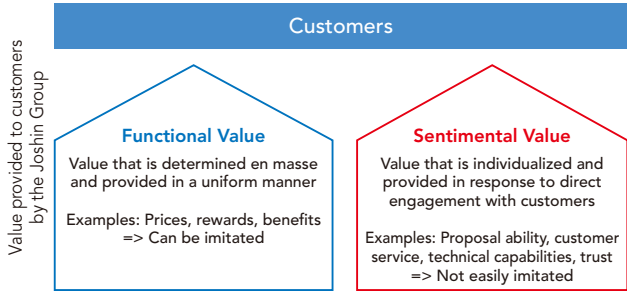 Customers
Value provided to customers
by the Joshin Group
Functional Value
Value that is determined en masse
and provided in a uniform manner
Examples: Prices, rewards, benefits
=> Can be imitated
Sentimental Value
Value that is individualized and
provided in response to direct
engagement with customers
Examples: Proposal ability, customer
service, technical capabilities, trust
=> Not easily imitated